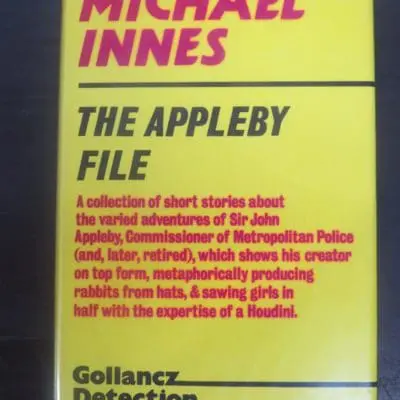 MICHAEL
INNES
THE APPLEBY
FILE
A collection of short stories about
the varied adventures of Sir John
Appleby, Commissioner of Metropolitan Police
(and, later, retired), which shows his creator
on top form, metaphorically producing
rabbits from hats, & sawing girls in
half with the expertise of a Houdini.
Gollancz
Detection